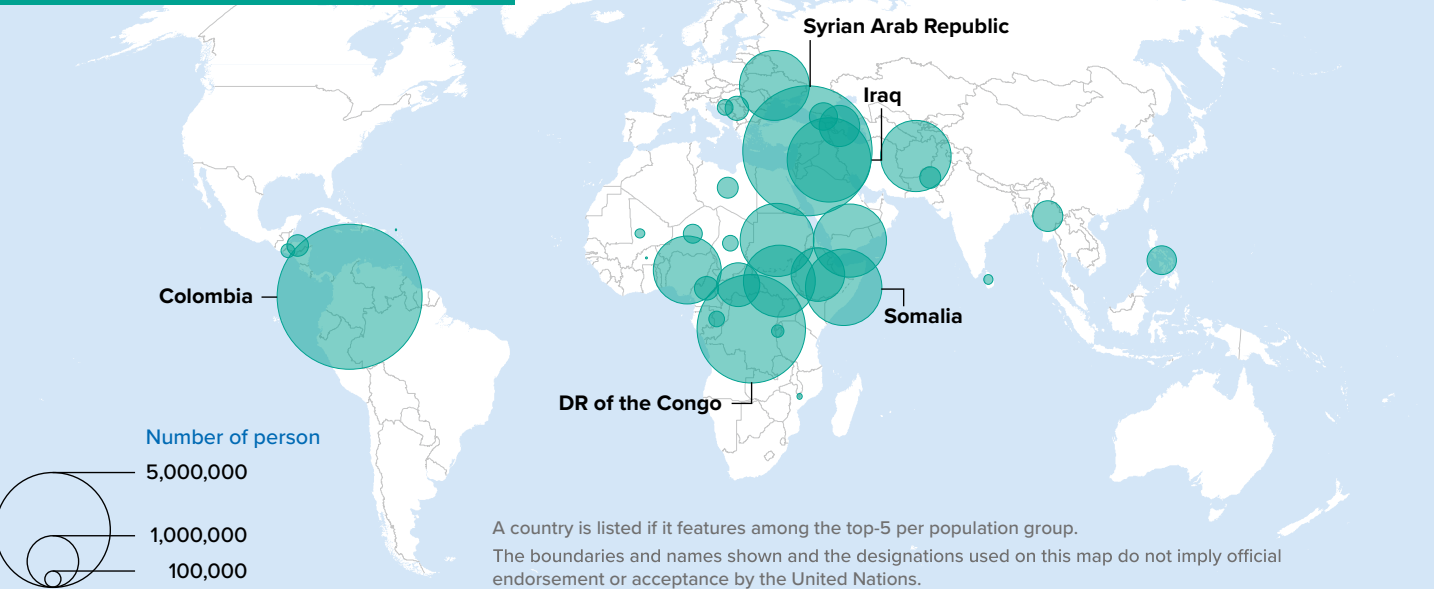 Syrian Arab Republic
Iraq
Colombia
Somalia
DR of the Congo
Number of person
5,000,000
1,000,000
100,000
A country is listed if it features among the top-5 per population group.
The boundaries and names shown and the designations used on this map do not imply official
endorsement or acceptance by the United Nations.